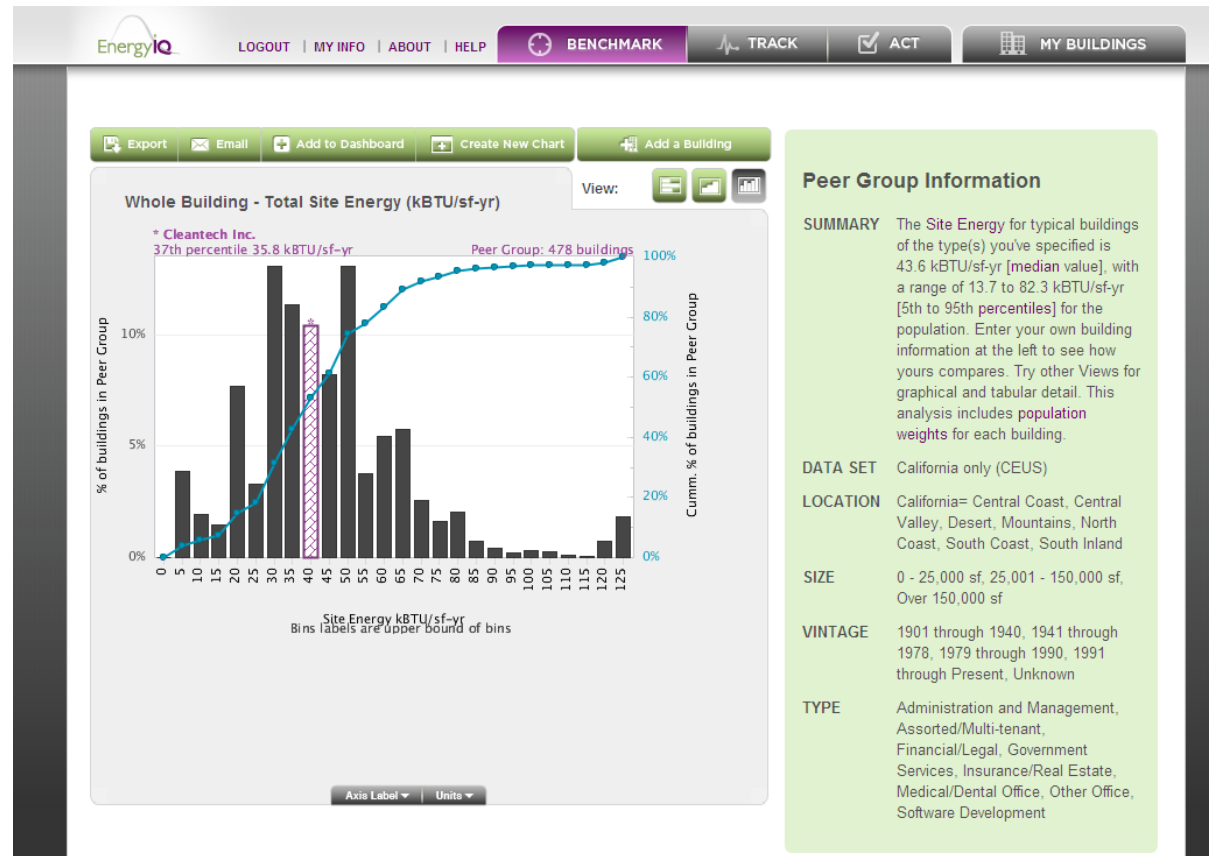 EnergyIQ
LOGOUT | MY INFO | ABOUT | HELP
BENCHMARK
TRACK
ACT
MY BUILDINGS
Export
Email
Add to Dashboard
Create New Chart
Add a Building
Whole Building - Total Site Energy (kBTU/sf-yr)
View:
* Cleantech Inc.
37th percentile 35.8 kBTU/sf-yr
Peer Group: 478 buildings
% of buildings in Peer Group
10%
5%
0%
*
100%
80%
60%
40%
20%
0%
Cumm. % of buildings in Peer Group
0 5 10 15 20 25 30 35 40 45 50 55 60 65 70 75 80 85 90 95 100 105 110 115 120 125
Site Energy kBTU/sf-yr
Bins labels are upper bound of bins
Axis Label
Units
Peer Group Information
SUMMARY
The Site Energy for typical buildings
of the type(s) you've specified is
43.6 kBTU/sf-yr [median value], with
a range of 13.7 to 82.3 kBTU/sf-yr
[5th to 95th percentiles] for the
population. Enter your own building
information at the left to see how
yours compares. Try other Views for
graphical and tabular detail. This
analysis includes population
weights for each building.
DATA SET
California only (CEUS)
LOCATION
California= Central Coast, Central
Valley, Desert, Mountains, North
Coast, South Coast, South Inland
SIZE
0 - 25,000 sf, 25,001 - 150,000 sf,
Over 150,000 sf
VINTAGE
1901 through 1940, 1941 through
1978, 1979 through 1990, 1991
through Present, Unknown
TYPE
Administration and Management,
Assorted/Multi-tenant,
Financial/Legal, Government
Services, Insurance/Real Estate,
Medical/Dental Office, Other Office,
Software Development